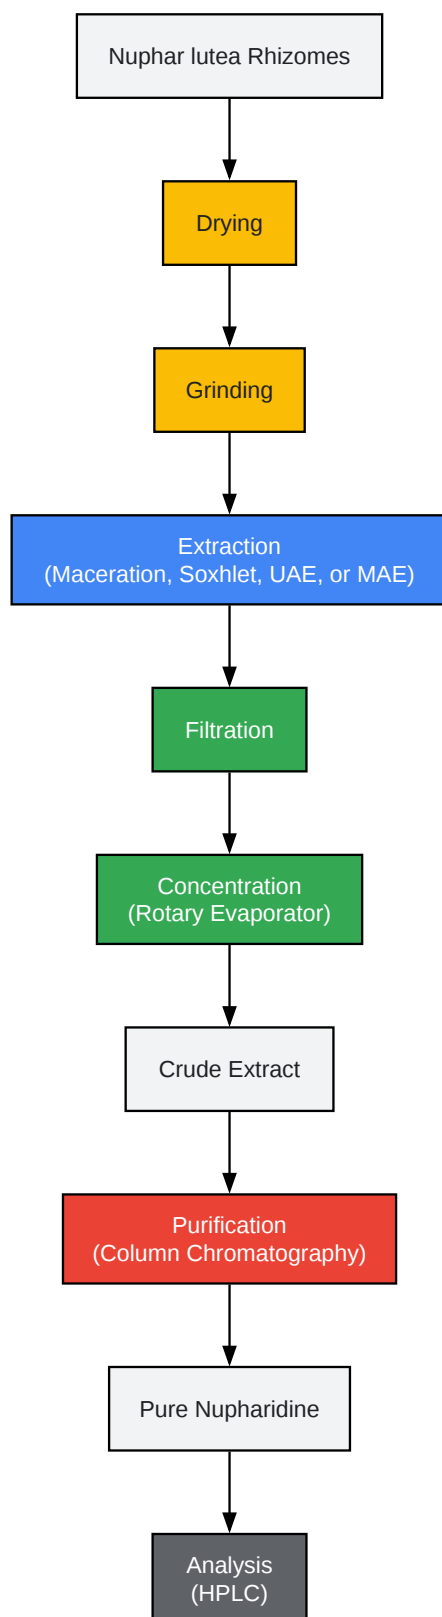 Nuphar lutea Rhizomes
Drying
Grinding
Extraction
(Maceration, Soxhlet, UAE, or MAE)
Filtration
Concentration
(Rotary Evaporator)
Crude Extract
Purification
(Column Chromatography)
Pure Nupharidine
Analysis
(HPLC)